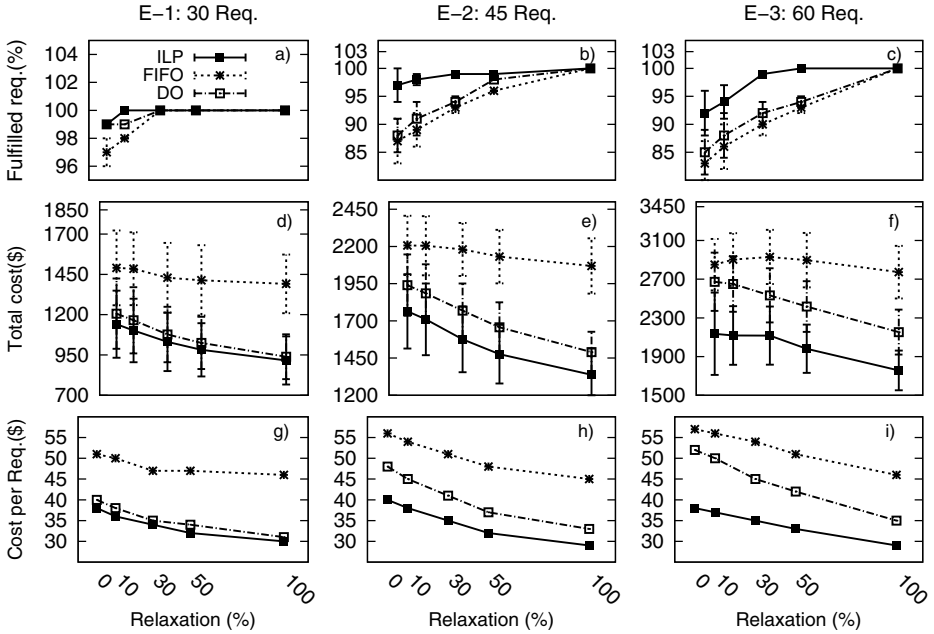 E−1: 30 Req.
E−2: 45 Req.
E−3: 60 Req.
Fulfilled req.(%)
104
102
100
98
96
ILP
FIFO
DO
a)
103
100
95
90
85
b)
103
100
95
90
85
c)
Total cost($)
1850
1700
1450
1200
950
700
d)
2450
2200
1950
1700
1450
1200
e)
3450
3100
2700
2300
1900
1500
f)
Cost per Req.($)
55
50
45
40
35
30
g)
55
50
45
40
35
30
h)
55
50
45
40
35
30
i)
0 10 30 50 100
0 10 30 50 100
0 10 30 50 100
Relaxation (%)
Relaxation (%)
Relaxation (%)